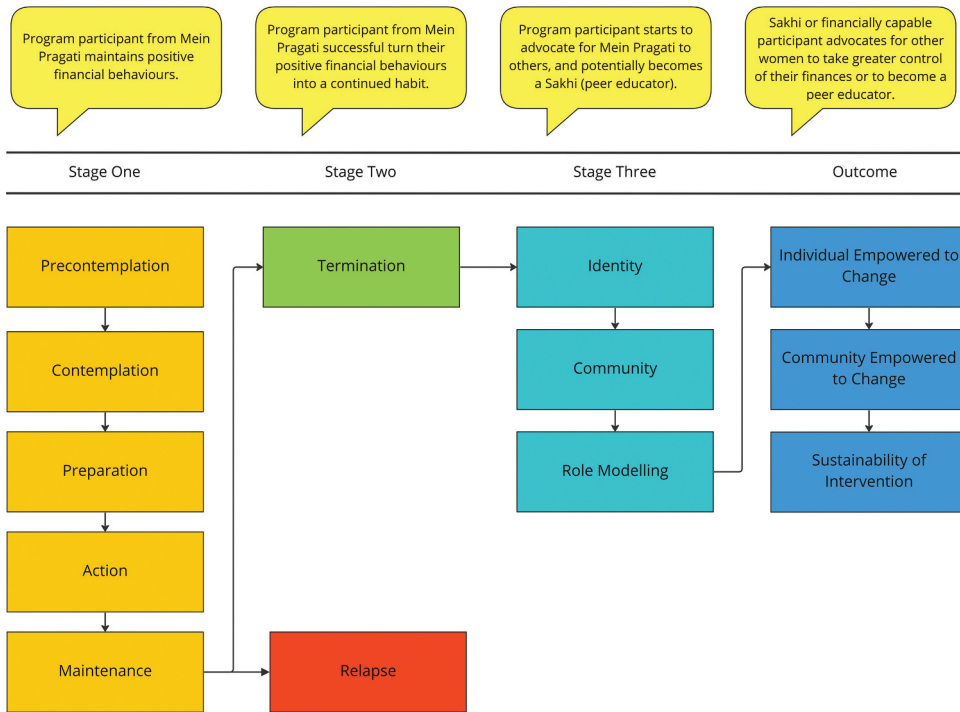 Program participant from Mein
Pragati maintains positive
financial behaviours.
Program participant from Mein
Pragati successful turn their
positive financial behaviours
into a continued habit.
Program participant starts to
advocate for Mein Pragati to
others, and potentially becomes
a Sakhi (peer educator).
Sakhi or financially capable
participant advocates for other
women to take greater control
of their finances or to become a
peer educator.
Stage One
Stage Two
Stage Three
Outcome
Precontemplation
Contemplation
Preparation
Action
Maintenance
Termination
Relapse
Identity
Community
Role Modelling
Individual Empowered to
Change
Community Empowered
to Change
Sustainability of
Intervention